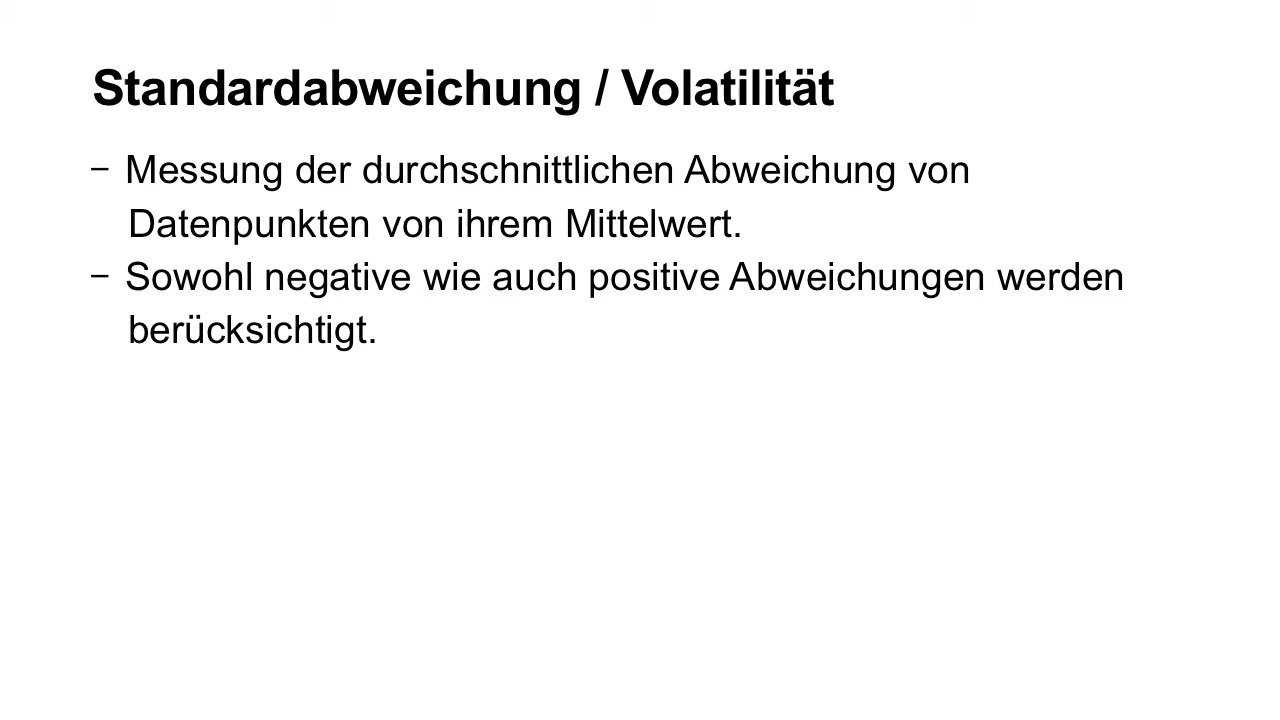 Standardabweichung / Volatilität
− Messung der durchschnittlichen Abweichung von
Datenpunkten von ihrem Mittelwert.
− Sowohl negative wie auch positive Abweichungen werden
berücksichtigt.